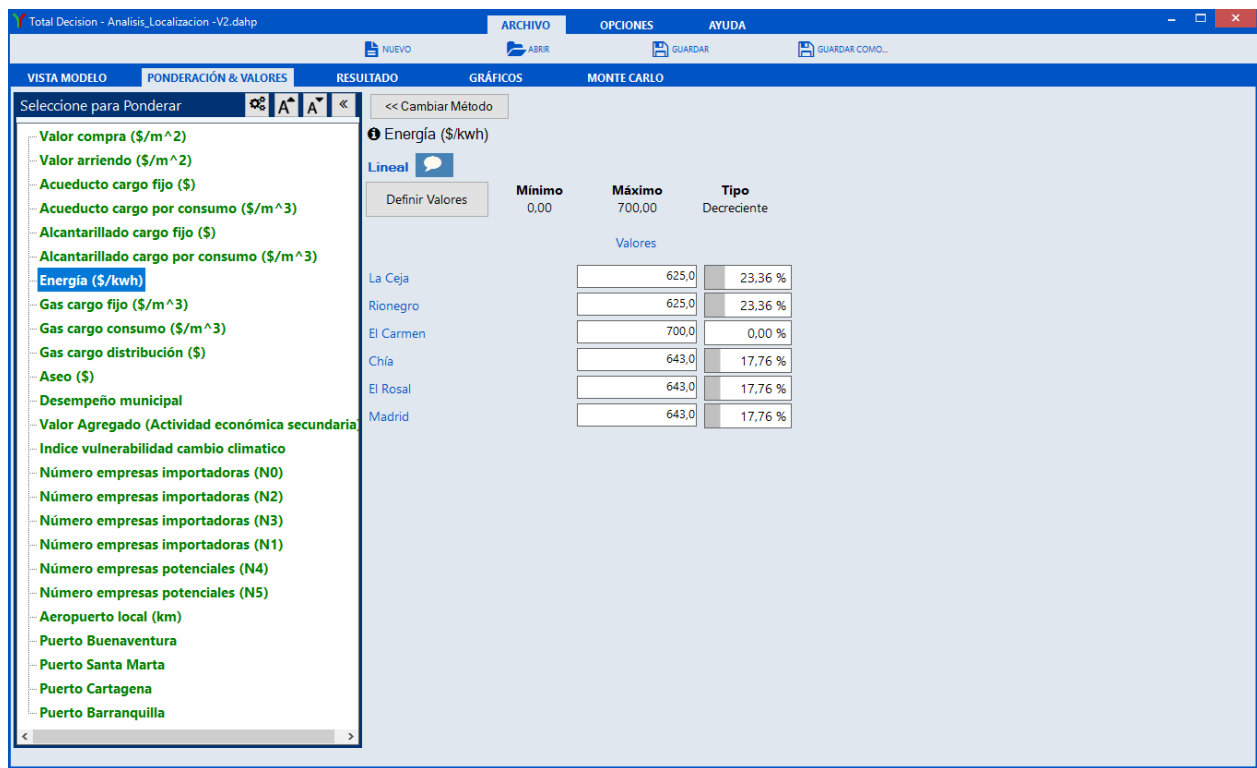 Total Decision - Analisis_Localizacion -V2.dahp
ARCHIVO OPCIONES AYUDA
NUEVO ABRIR GUARDAR GUARDAR COMO...
VISTA MODELO PONDERACIÓN & VALORES RESULTADO GRÁFICOS MONTE CARLO
Seleccione para Ponderar
Valor compra ($/m^2)
Valor arriendo ($/m^2)
Acueducto cargo fijo ($)
Acueducto cargo por consumo ($/m^3)
Alcantarillado cargo fijo ($)
Alcantarillado cargo por consumo ($/m^3)
Energía ($/kwh)
Gas cargo fijo ($/m^3)
Gas cargo consumo ($/m^3)
Gas cargo distribución ($)
Aseo ($)
Desempeño municipal
Valor Agregado (Actividad económica secundaria)
Indice vulnerabilidad cambio climatico
Número empresas importadoras (N0)
Número empresas importadoras (N2)
Número empresas importadoras (N3)
Número empresas importadoras (N1)
Número empresas potenciales (N4)
Número empresas potenciales (N5)
Aeropuerto local (km)
Puerto Buenaventura
Puerto Santa Marta
Puerto Cartagena
Puerto Barranquilla
<< Cambiar Método
Energía ($/kwh)
Lineal
Definir Valores
Mínimo Máximo Tipo
0,00 700,00 Decreciente
Valores
La Ceja 625,0 23,36 %
Rionegro 625,0 23,36 %
El Carmen 700,0 0,00 %
Chía 643,0 17,76 %
El Rosal 643,0 17,76 %
Madrid 643,0 17,76 %